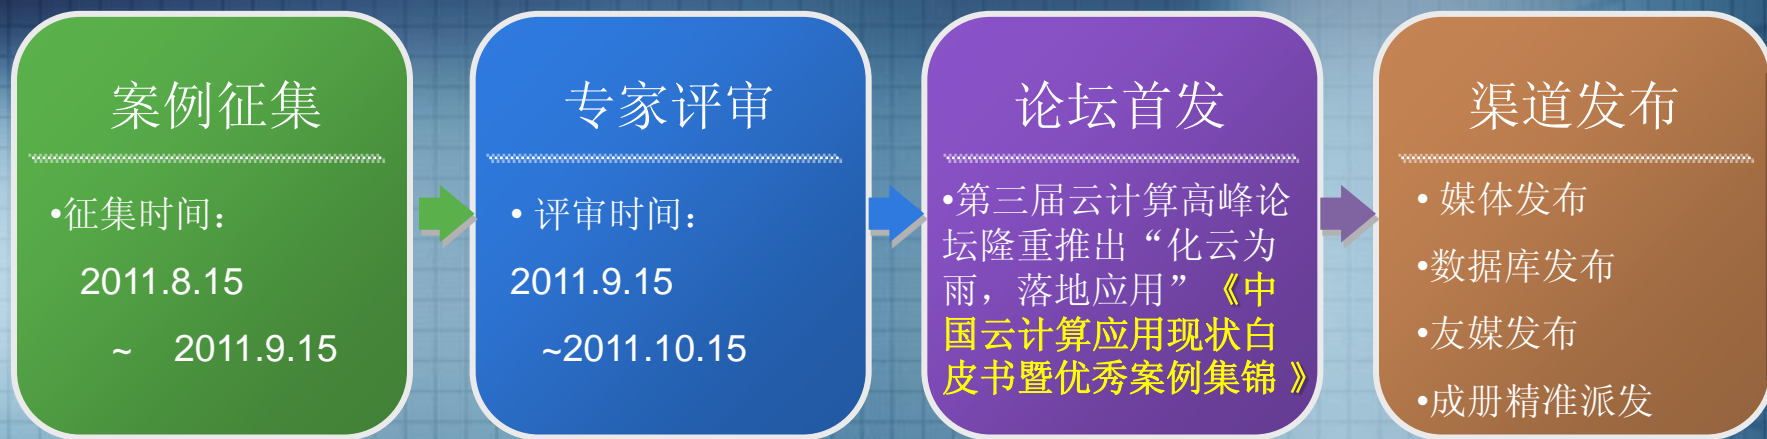 案例征集
•征集时间：
2011.8.15
~ 2011.9.15
专家评审
• 评审时间：
2011.9.15
~2011.10.15
论坛首发
•第三届云计算高峰论
坛隆重推出“化云为
雨，落地应用”《中
国云计算应用现状白
皮书暨优秀案例集锦 》
渠道发布
• 媒体发布
•数据库发布
•友媒发布
•成册精准派发